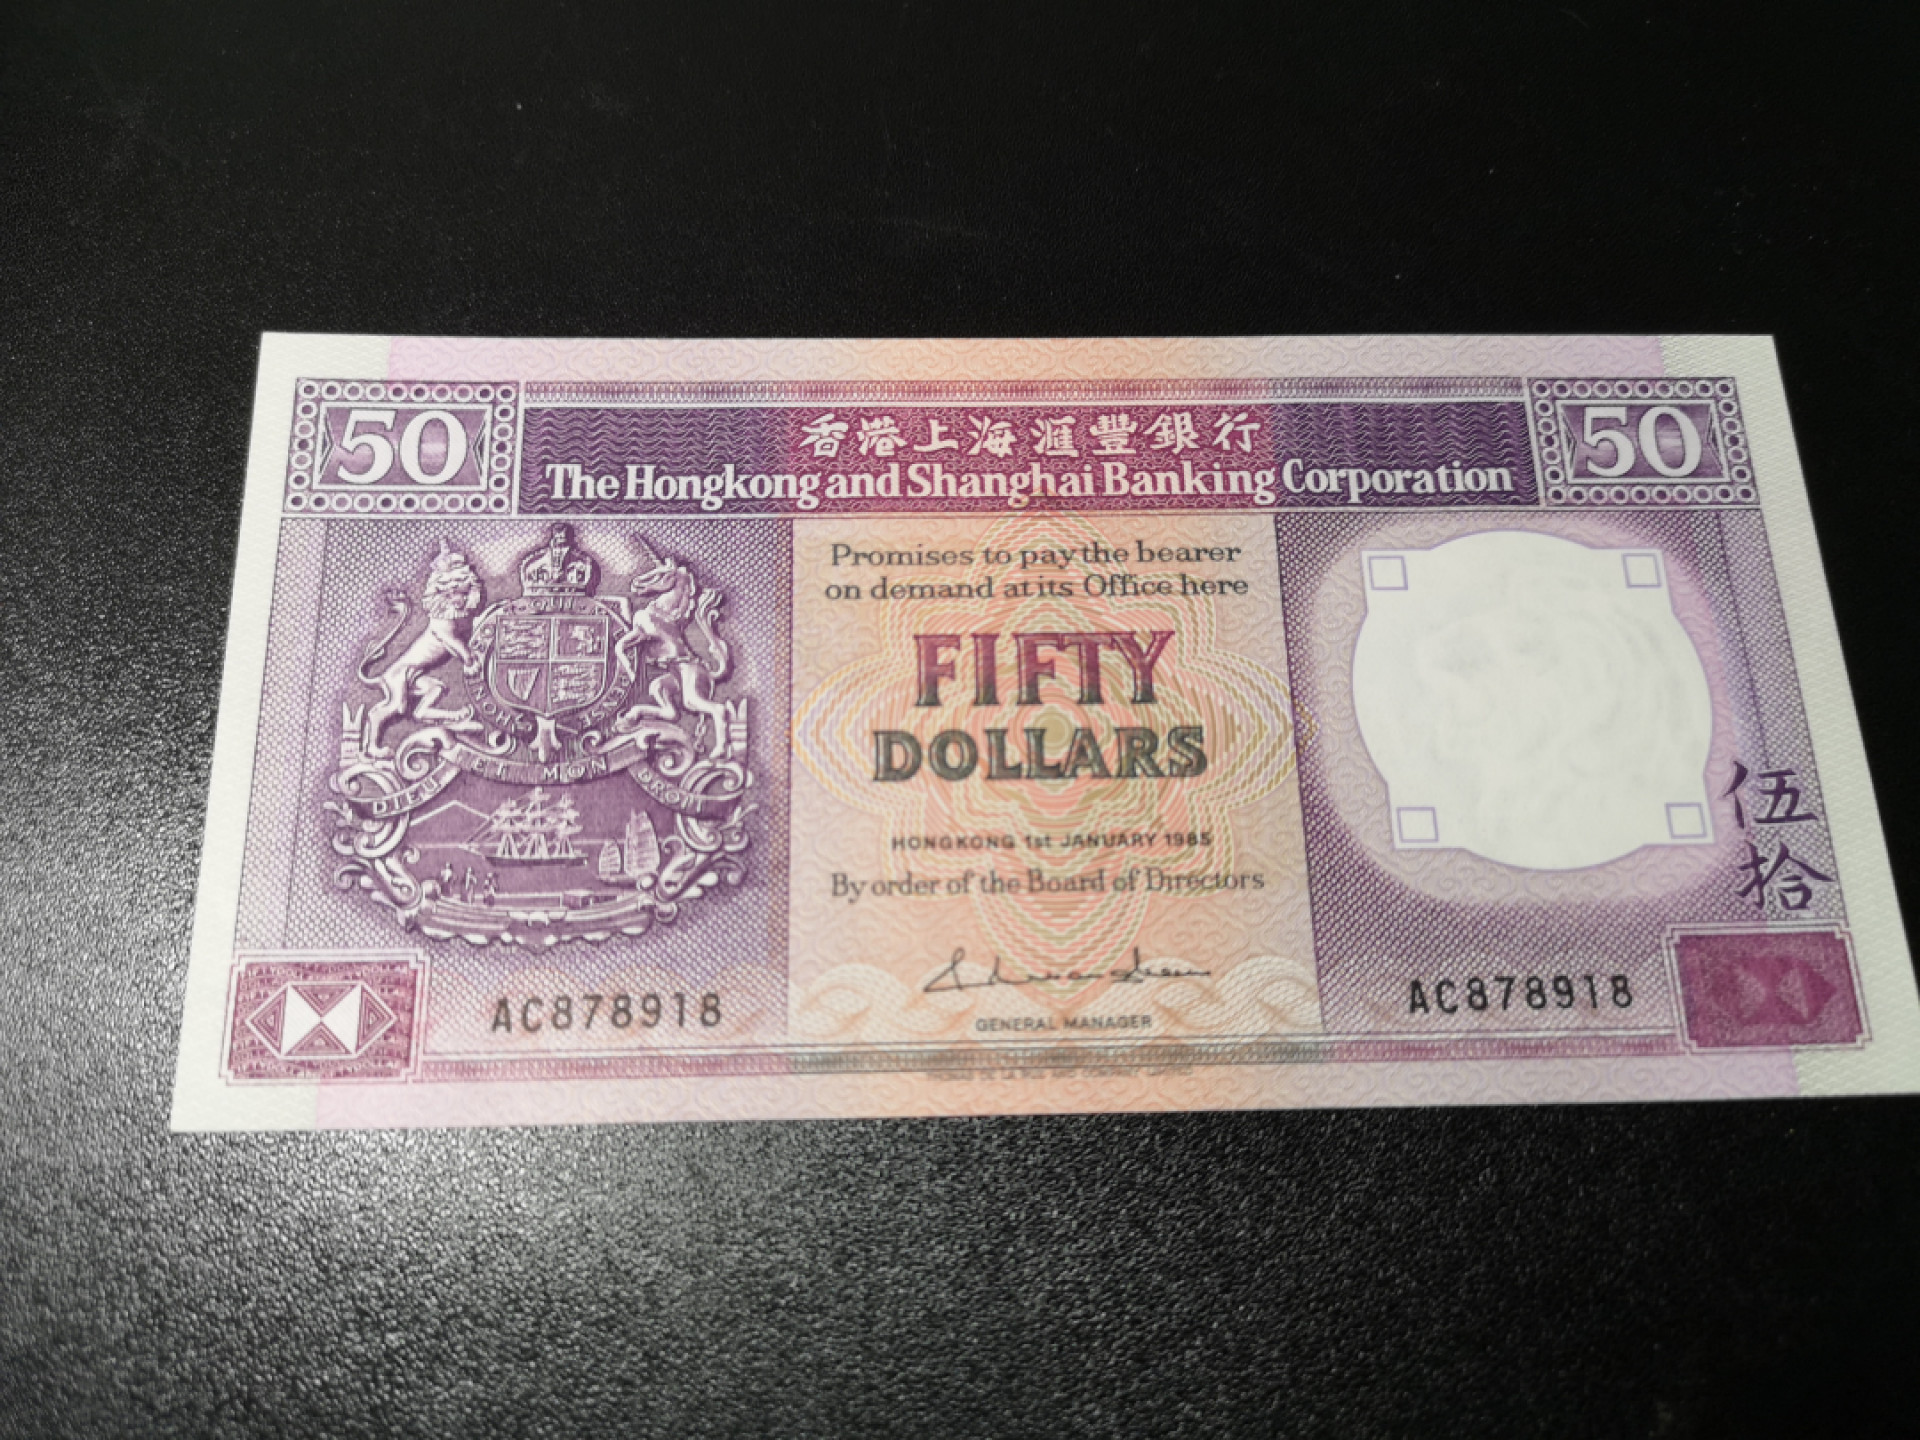 50
香港上海滙豐銀行
50
The Hongkong and Shanghai Banking Corporation
Promises to pay the bearer
on demand at its Office here
FIFTY
DOLLARS
HONGKONG 1st JANUARY 1985
By order of the Board of Directors
GENERAL MANAGER
伍拾
AC878918
AC878918
QUI
HONI
DIEU ET MON DROIT